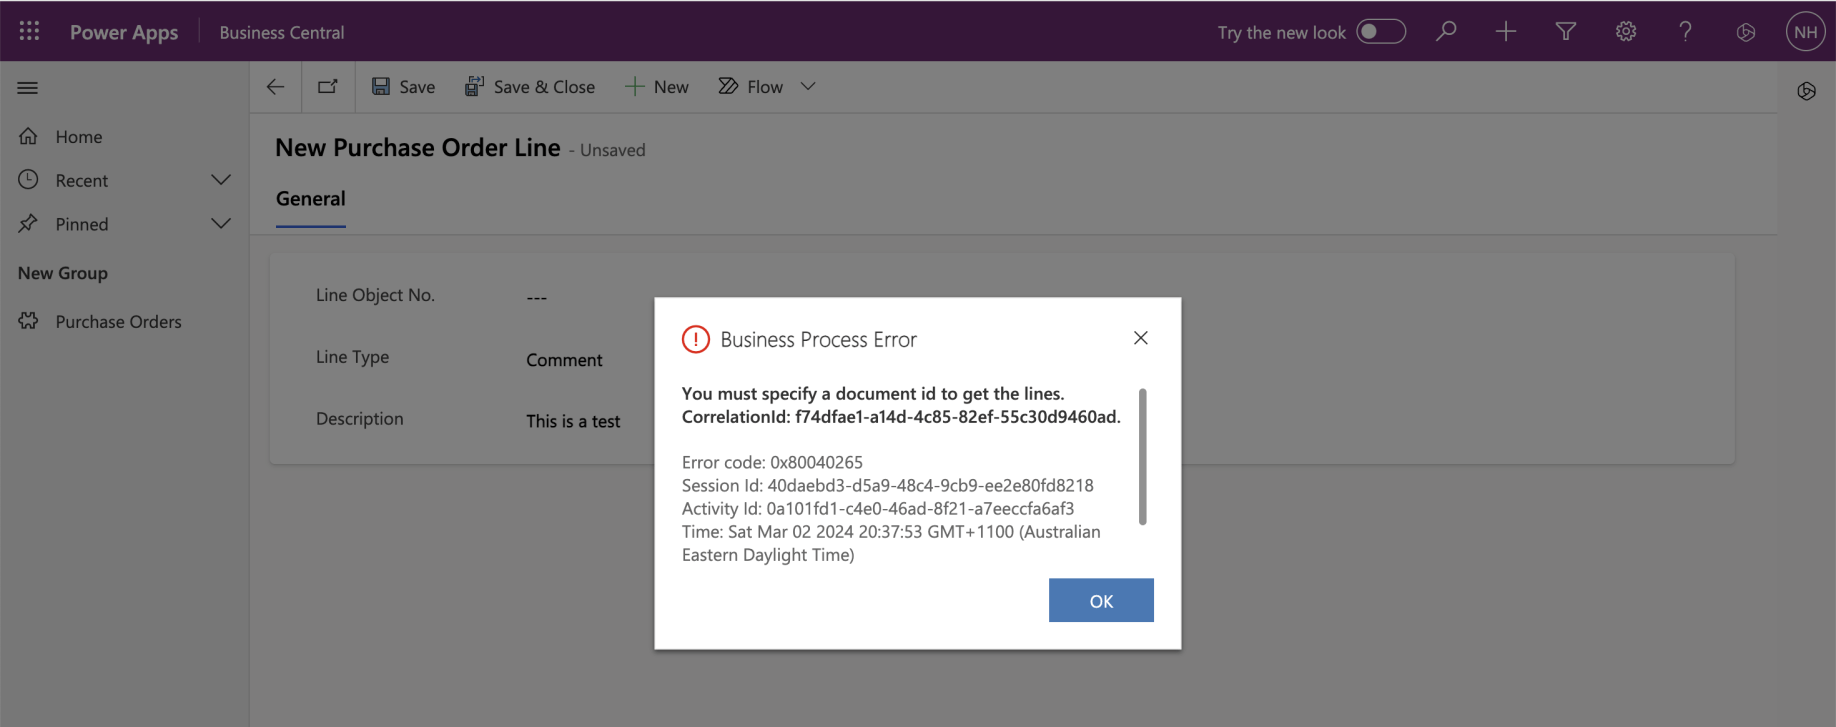 Power Apps
Business Central
Try the new look
NH
Save
Save & Close
New
Flow
Home
Recent
Pinned
New Group
Purchase Orders
New Purchase Order Line - Unsaved
General
Line Object No.
---
Line Type
Comment
Description
This is a test
Business Process Error
You must specify a document id to get the lines.
CorrelationId: f74dfae1-a14d-4c85-82ef-55c30d9460ad.
Error code: 0x80040265
Session Id: 40daebd3-d5a9-48c4-9cb9-ee2e80fd8218
Activity Id: 0a101fd1-c4e0-46ad-8f21-a7eeccfa6af3
Time: Sat Mar 02 2024 20:37:53 GMT+1100 (Australian
Eastern Daylight Time)
OK